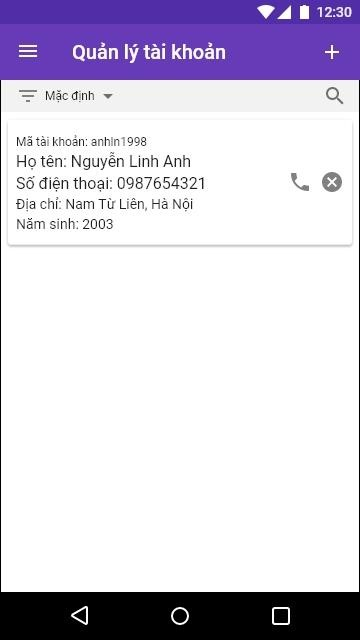 12:30
Quản lý tài khoản
Mặc định
Mã tài khoản: anhln1998
Họ tên: Nguyễn Linh Anh
Số điện thoại: 0987654321
Địa chỉ: Nam Từ Liên, Hà Nội
Năm sinh: 2003